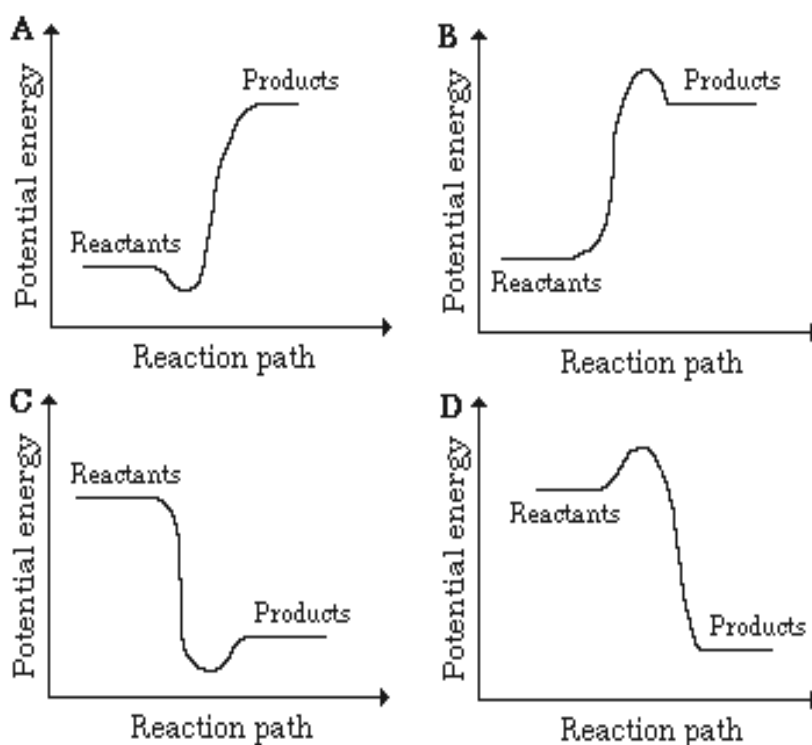 A
Potential energy
Reactants
Products
Reaction path
B
Potential energy
Reactants
Products
Reaction path
C
Potential energy
Reactants
Products
Reaction path
D
Potential energy
Reactants
Products
Reaction path